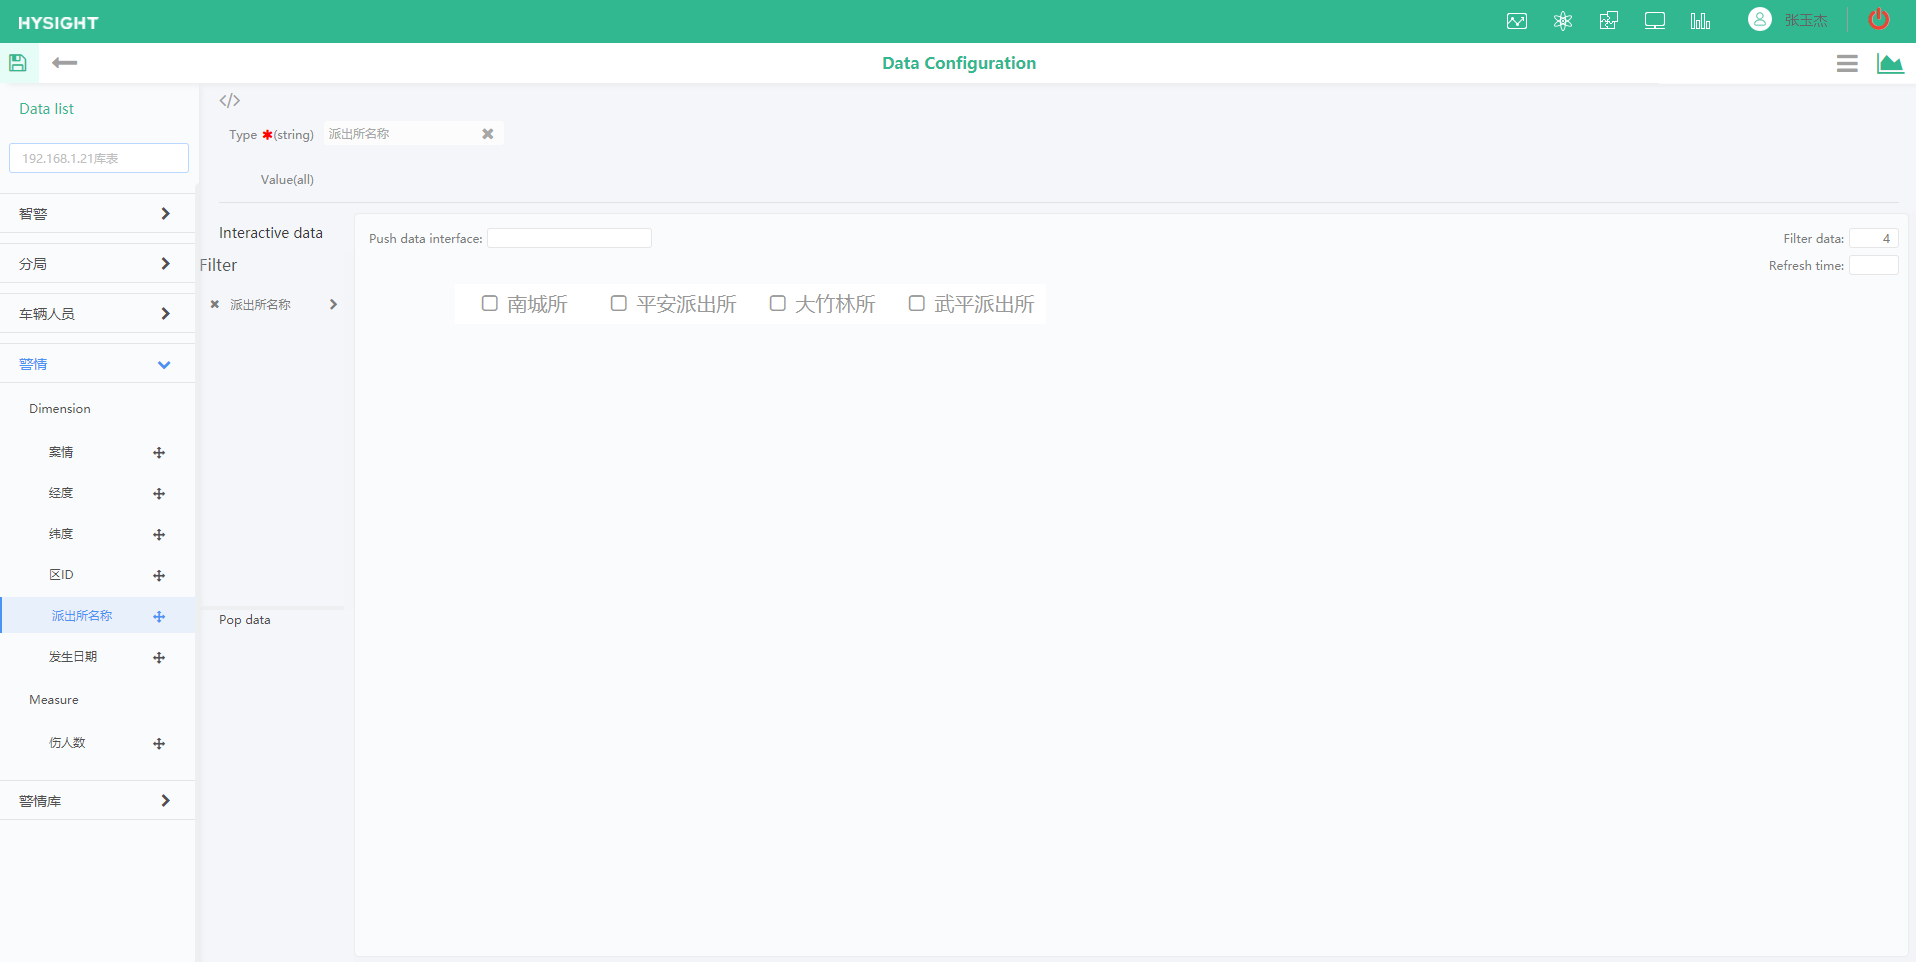 HYSIGHT
张玉杰
Data Configuration
Data list
192.168.1.21库表
智警
分局
车辆人员
警情
Dimension
案情
经度
纬度
区ID
派出所名称
发生日期
Measure
伤人数
警情库
</>
Type *(string) 派出所名称
Value(all)
Interactive data
Filter
派出所名称
Pop data
Push data interface:
Filter data: 4
Refresh time:
南城所 平安派出所 大竹林所 武平派出所